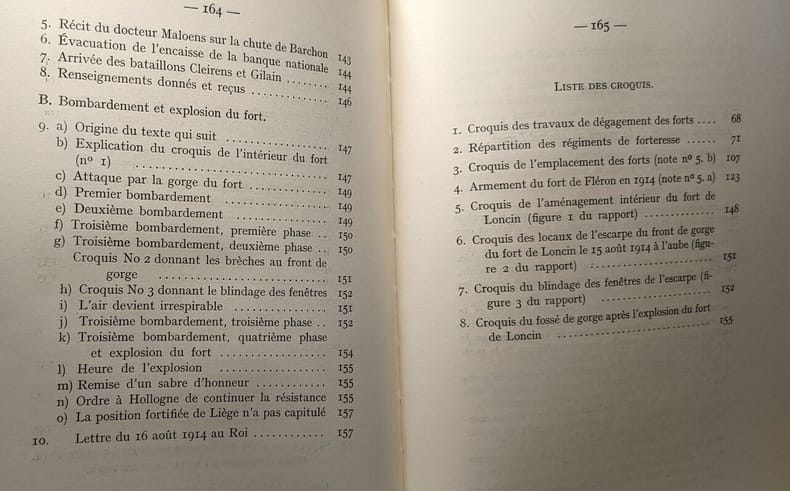 — 164 —
5. Récit du docteur Maloens sur la chute de Barchon 143
6. Évacuation de l'encaisse de la banque nationale 144
7. Arrivée des bataillons Cleirens et Gilain ........ 144
8. Renseignements donnés et reçus ............. 146
B. Bombardement et explosion du fort.
9. a) Origine du texte qui suit ................ 147
b) Explication du croquis de l'intérieur du fort
(nº 1) ........................ 147
c) Attaque par la gorge du fort ............. 149
d) Premier bombardement ................ 149
e) Deuxième bombardement .............. 149
f) Troisième bombardement, première phase .. 150
g) Troisième bombardement, deuxième phase .. 150
Croquis No 2 donnant les brèches au front de
gorge ........................ 151
h) Croquis No 3 donnant le blindage des fenêtres 152
i) L'air devient irrespirable .............. 151
j) Troisième bombardement, troisième phase .. 152
k) Troisième bombardement, quatrième phase
et explosion du fort ................. 154
l) Heure de l'explosion ................. 155
m) Remise d'un sabre d'honneur ........... 155
n) Ordre à Hollogne de continuer la résistance 155
o) La position fortifiée de Liège n'a pas capitulé 157
10. Lettre du 16 août 1914 au Roi ............ 157
— 165 —
LISTE DES CROQUIS.
1. Croquis des travaux de dégagement des forts .... 68
2. Répartition des régiments de forteresse ...... 71
3. Croquis de l'emplacement des forts (note nº 5. b) 107
4. Armement du fort de Fléron en 1914 (note nº 5. a) 123
5. Croquis de l'aménagement intérieur du fort de
Loncin (figure 1 du rapport) ............. 148
6. Croquis des locaux de l'escarpe du front de gorge
du fort de Loncin le 15 août 1914 à l'aube (figu-
re 2 du rapport) ..................... 151
7. Croquis du blindage des fenêtres de l'escarpe (fi-
gure 3 du rapport) .................. 152
8. Croquis du fossé de gorge après l'explosion du fort
de Loncin ........................ 155